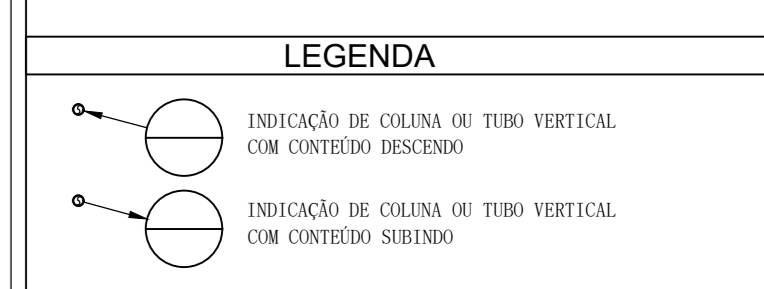 LEGENDA
INDICAÇÃO DE COLUNA OU TUBO VERTICAL
COM CONTEÚDO DESCENDO
INDICAÇÃO DE COLUNA OU TUBO VERTICAL
COM CONTEÚDO SUBINDO